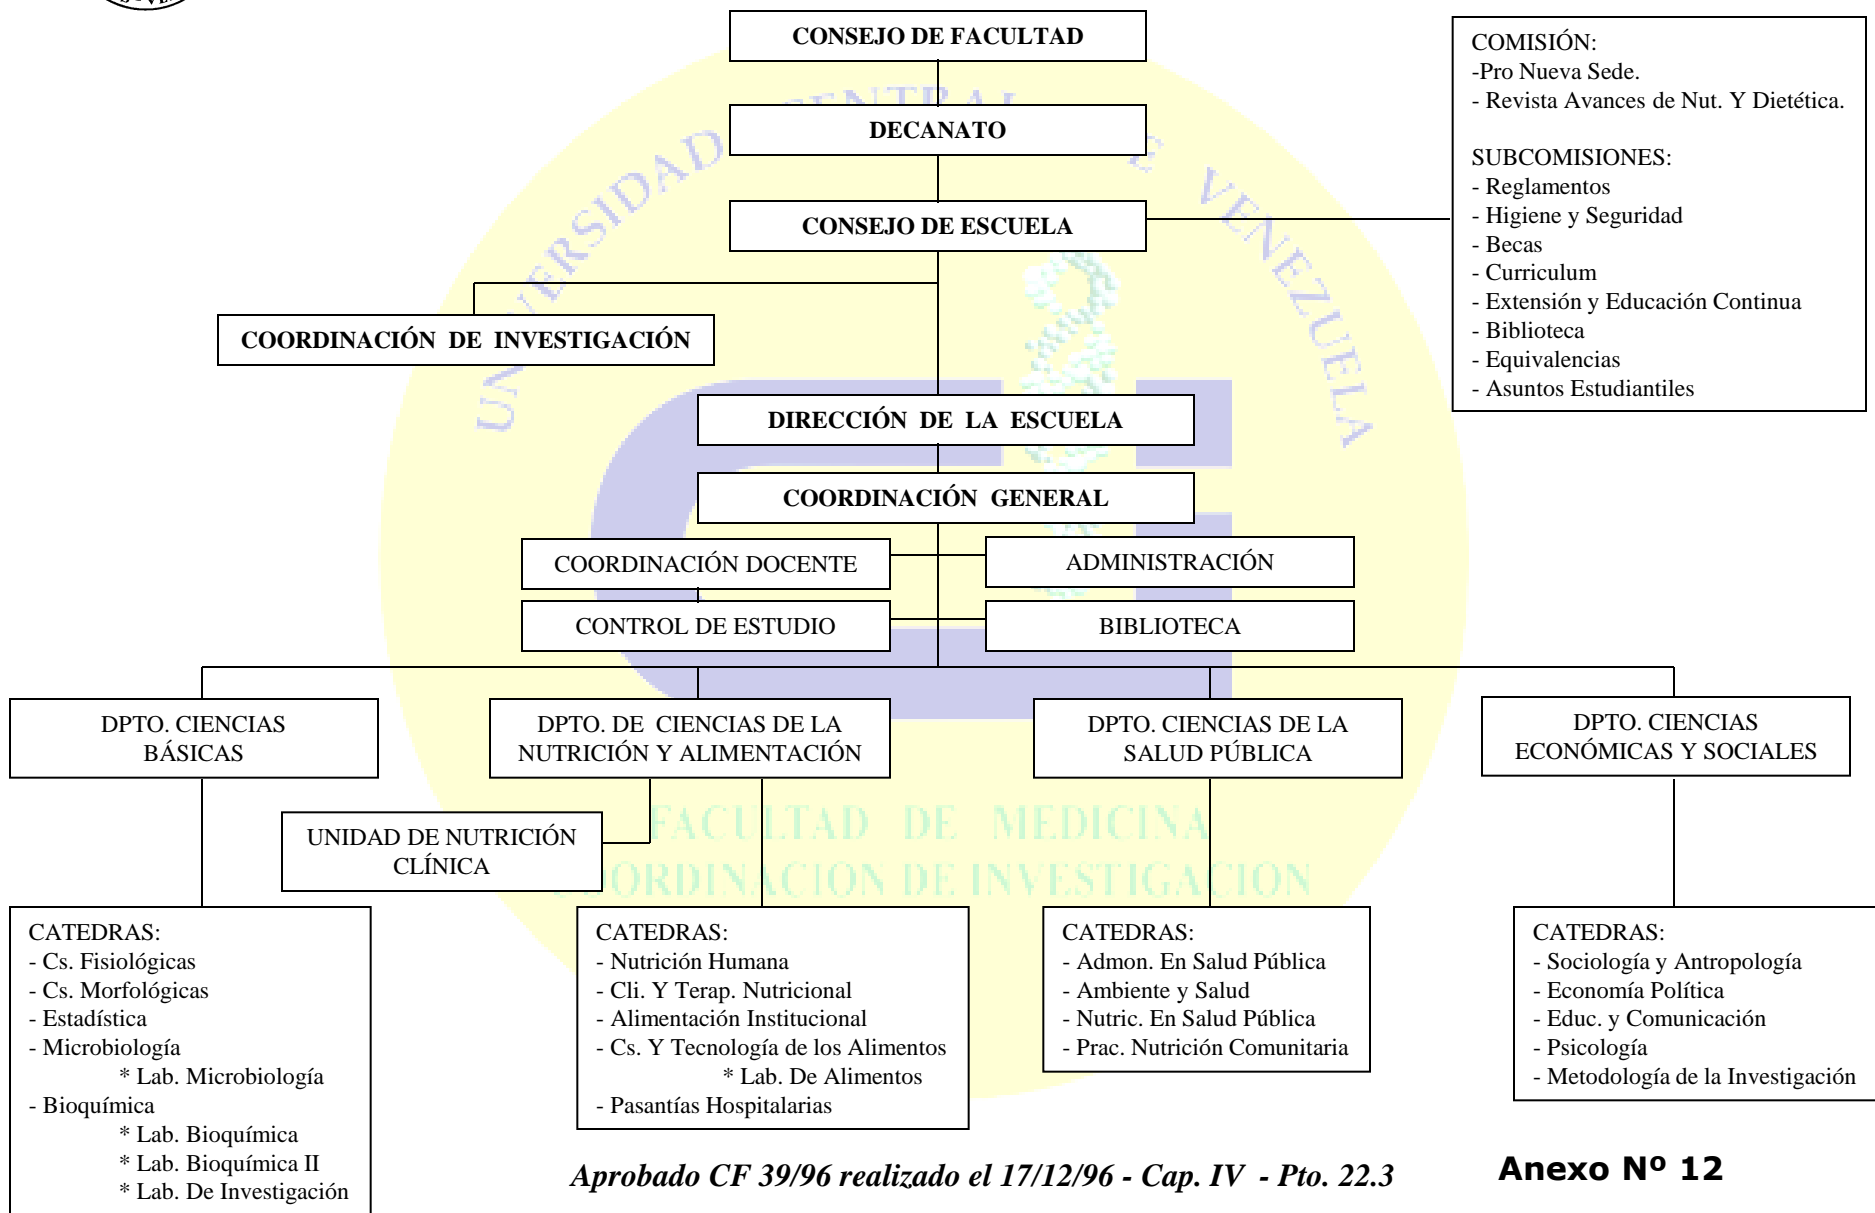 CONSEJO DE FACULTAD
DECANATO
CONSEJO DE ESCUELA
COMISIÓN:
-Pro Nueva Sede.
- Revista Avances de Nut. Y Dietética.
SUBCOMISIONES:
- Reglamentos
- Higiene y Seguridad
- Becas
- Curriculum
- Extensión y Educación Continua
- Biblioteca
- Equivalencias
- Asuntos Estudiantiles
COORDINACIÓN DE INVESTIGACIÓN
DIRECCIÓN DE LA ESCUELA
COORDINACIÓN GENERAL
COORDINACIÓN DOCENTE
ADMINISTRACIÓN
CONTROL DE ESTUDIO
BIBLIOTECA
DPTO. CIENCIAS
BÁSICAS
DPTO. DE CIENCIAS DE LA
NUTRICIÓN Y ALIMENTACIÓN
DPTO. CIENCIAS DE LA
SALUD PÚBLICA
DPTO. CIENCIAS
ECONÓMICAS Y SOCIALES
UNIDAD DE NUTRICIÓN
CLÍNICA
CATEDRAS:
- Cs. Fisiológicas
- Cs. Morfológicas
- Estadística
- Microbiología
* Lab. Microbiología
- Bioquímica
* Lab. Bioquímica
* Lab. Bioquímica II
* Lab. De Investigación
CATEDRAS:
- Nutrición Humana
- Cli. Y Terap. Nutricional
- Alimentación Institucional
- Cs. Y Tecnología de los Alimentos
* Lab. De Alimentos
- Pasantías Hospitalarias
CATEDRAS:
- Admon. En Salud Pública
- Ambiente y Salud
- Nutric. En Salud Pública
- Prac. Nutrición Comunitaria
CATEDRAS:
- Sociología y Antropología
- Economía Política
- Educ. y Comunicación
- Psicología
- Metodología de la Investigación
UNIVERSIDAD CENTRAL DE VENEZUELA
FACULTAD DE MEDICINA
COORDINACION DE INVESTIGACION
Aprobado CF 39/96 realizado el 17/12/96 - Cap. IV - Pto. 22.3
Anexo Nº 12